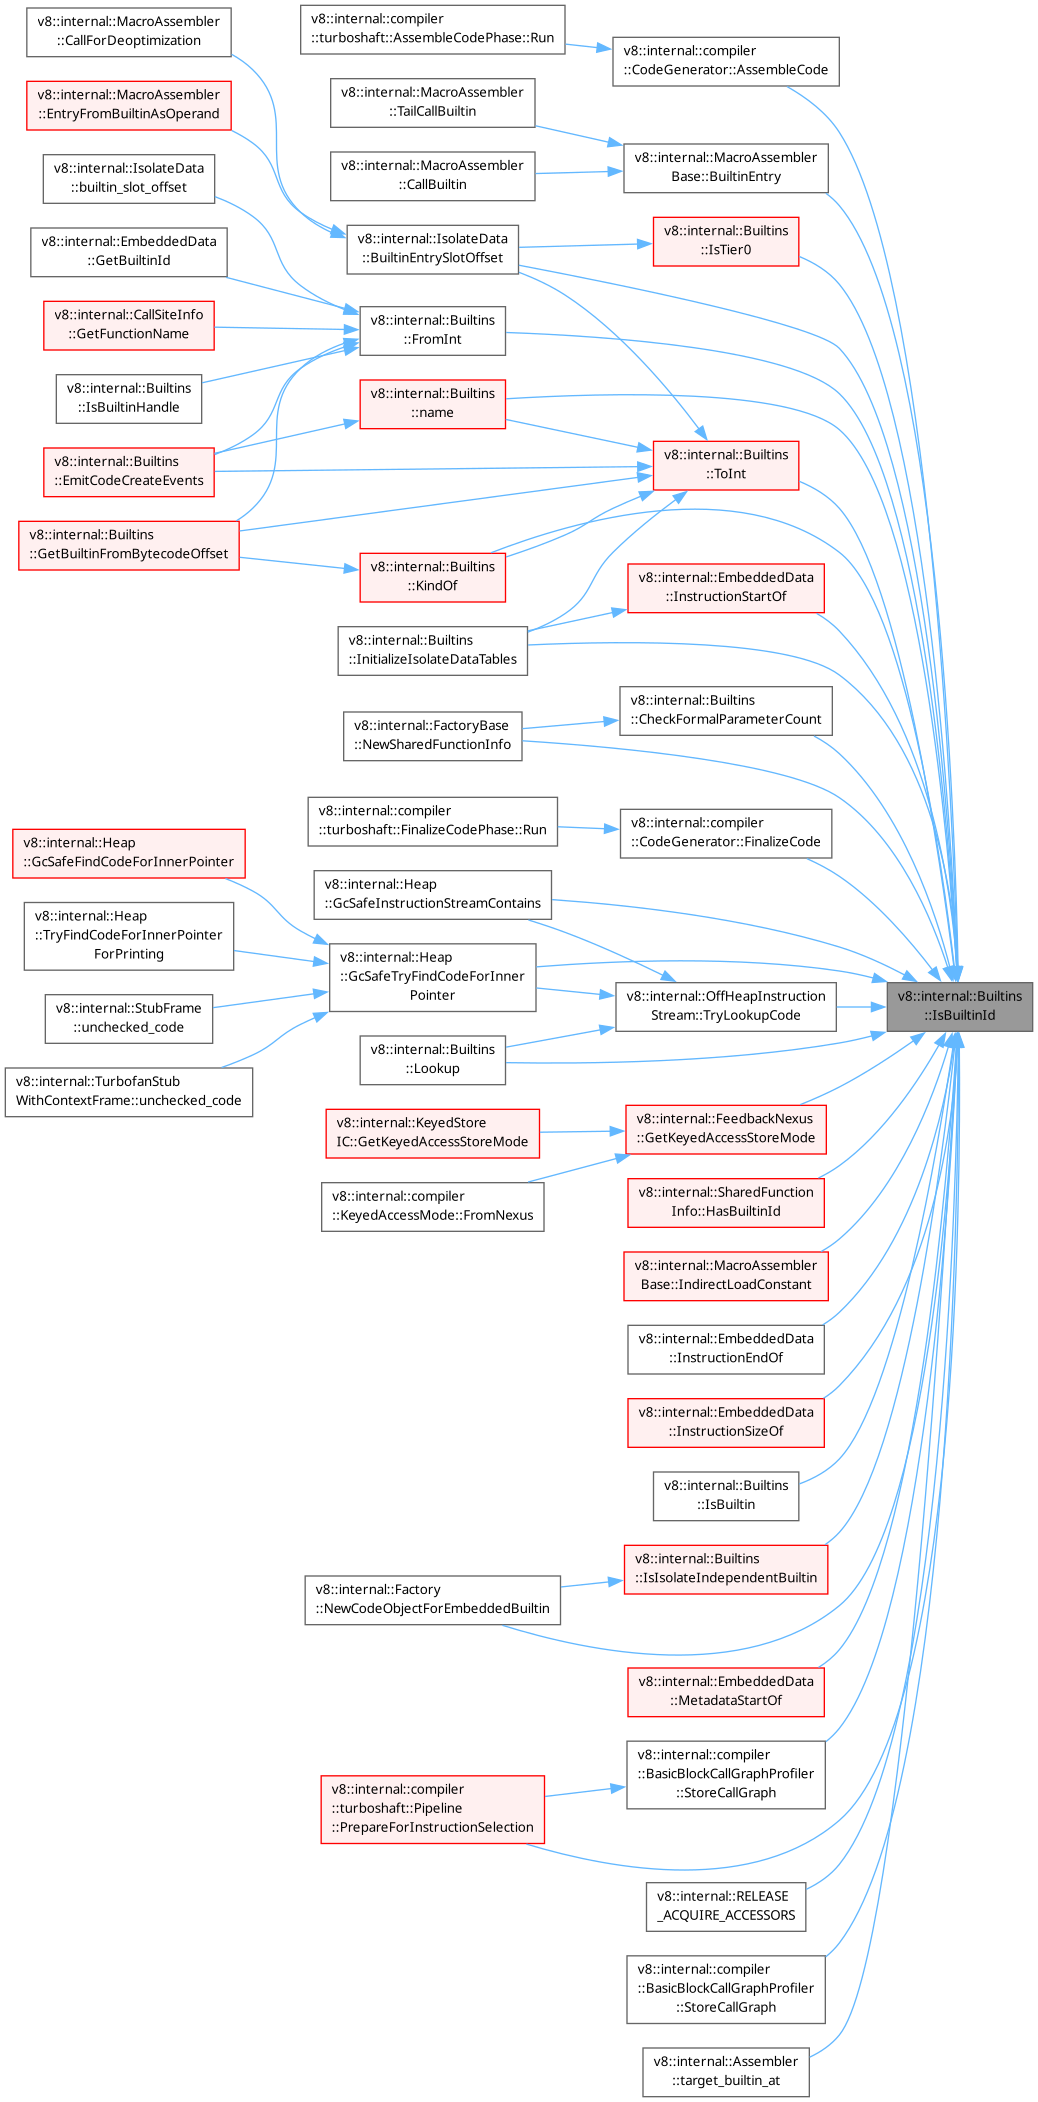 v8::internal::MacroAssembler
::CallForDeoptimization
v8::internal::MacroAssembler
::EntryFromBuiltinAsOperand
v8::internal::IsolateData
::builtin_slot_offset
v8::internal::EmbeddedData
::GetBuiltinId
v8::internal::CallSiteInfo
::GetFunctionName
v8::internal::Builtins
::IsBuiltinHandle
v8::internal::Builtins
::EmitCodeCreateEvents
v8::internal::Builtins
::GetBuiltinFromBytecodeOffset
v8::internal::Heap
::GcSafeFindCodeForInnerPointer
v8::internal::Heap
::TryFindCodeForInnerPointer
ForPrinting
v8::internal::StubFrame
::unchecked_code
v8::internal::TurbofanStub
WithContextFrame::unchecked_code
v8::internal::compiler
::turboshaft::AssembleCodePhase::Run
v8::internal::MacroAssembler
::TailCallBuiltin
v8::internal::MacroAssembler
::CallBuiltin
v8::internal::IsolateData
::BuiltinEntrySlotOffset
v8::internal::Builtins
::FromInt
v8::internal::Builtins
::name
v8::internal::Builtins
::KindOf
v8::internal::Builtins
::InitializeIsolateDataTables
v8::internal::FactoryBase
::NewSharedFunctionInfo
v8::internal::compiler
::turboshaft::FinalizeCodePhase::Run
v8::internal::Heap
::GcSafeInstructionStreamContains
v8::internal::Heap
::GcSafeTryFindCodeForInner
Pointer
v8::internal::Builtins
::Lookup
v8::internal::KeyedStore
IC::GetKeyedAccessStoreMode
v8::internal::compiler
::KeyedAccessMode::FromNexus
v8::internal::Factory
::NewCodeObjectForEmbeddedBuiltin
v8::internal::compiler
::turboshaft::Pipeline
::PrepareForInstructionSelection
v8::internal::compiler
::CodeGenerator::AssembleCode
v8::internal::MacroAssembler
Base::BuiltinEntry
v8::internal::Builtins
::IsTier0
v8::internal::Builtins
::ToInt
v8::internal::EmbeddedData
::InstructionStartOf
v8::internal::Builtins
::CheckFormalParameterCount
v8::internal::compiler
::CodeGenerator::FinalizeCode
v8::internal::OffHeapInstruction
Stream::TryLookupCode
v8::internal::FeedbackNexus
::GetKeyedAccessStoreMode
v8::internal::SharedFunction
Info::HasBuiltinId
v8::internal::MacroAssembler
Base::IndirectLoadConstant
v8::internal::EmbeddedData
::InstructionEndOf
v8::internal::EmbeddedData
::InstructionSizeOf
v8::internal::Builtins
::IsBuiltin
v8::internal::Builtins
::IsIsolateIndependentBuiltin
v8::internal::EmbeddedData
::MetadataStartOf
v8::internal::compiler
::BasicBlockCallGraphProfiler
::StoreCallGraph
v8::internal::RELEASE
_ACQUIRE_ACCESSORS
v8::internal::compiler
::BasicBlockCallGraphProfiler
::StoreCallGraph
v8::internal::Assembler
::target_builtin_at
v8::internal::Builtins
::IsBuiltinId